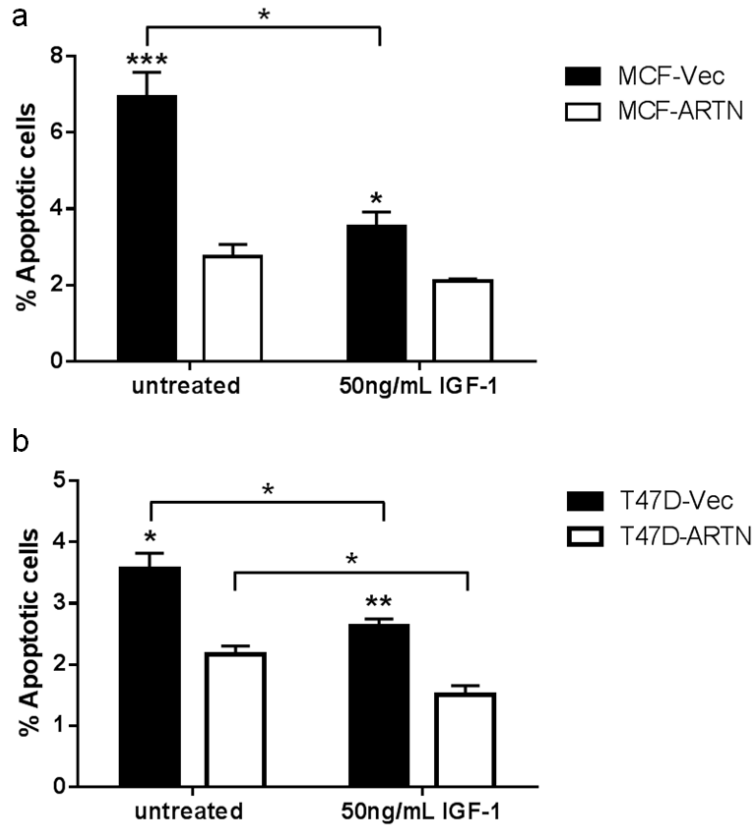 a
*
8
***
MCF-Vec
MCF-ARTN
6
4
*
2
0
% Apoptotic cells
untreated
50ng/mL IGF-1
b
5
*
T47D-Vec
T47D-ARTN
4
*
*
3
**
2
1
0
% Apoptotic cells
untreated
50ng/mL IGF-1